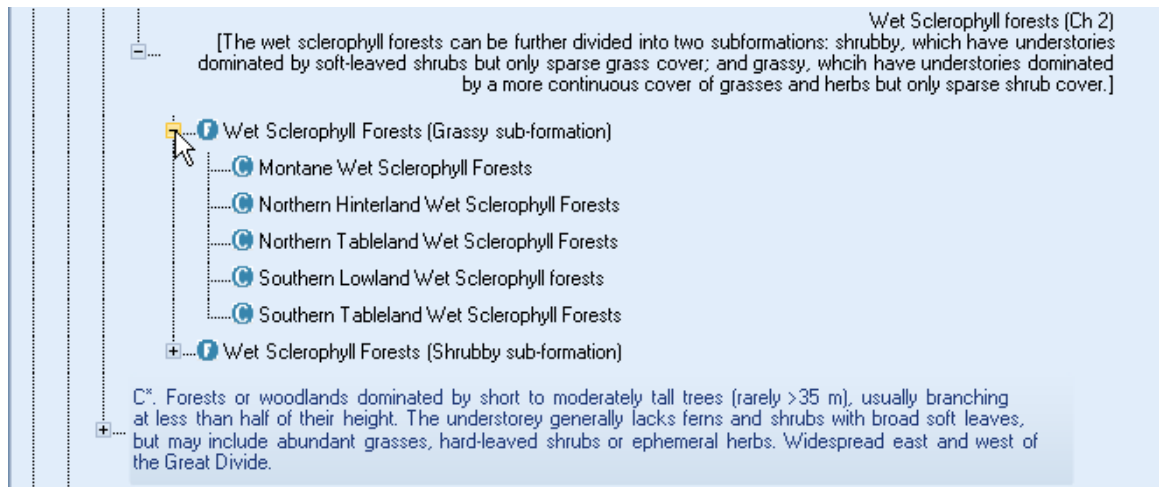 Wet Sclerophyll forests (Ch 2)
[The wet sclerophyll forests can be further divided into two subformations: shrubby, which have understories
dominated by soft-leaved shrubs but only sparse grass cover; and grassy, whcih have understories dominated
by a more continuous cover of grasses and herbs but only sparse shrub cover.]
F Wet Sclerophyll Forests (Grassy sub-formation)
C Montane Wet Sclerophyll Forests
C Northern Hinterland Wet Sclerophyll Forests
C Northern Tableland Wet Sclerophyll Forests
C Southern Lowland Wet Sclerophyll forests
C Southern Tableland Wet Sclerophyll Forests
F Wet Sclerophyll Forests (Shrubby sub-formation)
C*. Forests or woodlands dominated by short to moderately tall trees (rarely >35 m), usually branching
at less than half of their height. The understorey generally lacks ferns and shrubs with broad soft leaves,
but may include abundant grasses, hard-leaved shrubs or ephemeral herbs. Widespread east and west of
the Great Divide.